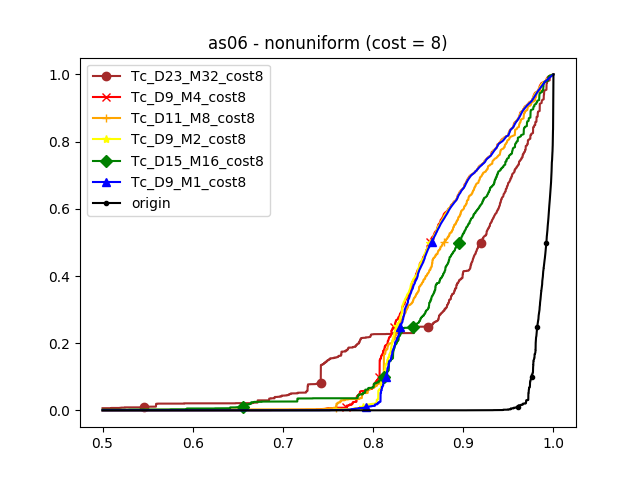 as06 - nonuniform (cost = 8)
1.0
0.8
0.6
0.4
0.2
0.0
Tc_D23_M32_cost8
Tc_D9_M4_cost8
Tc_D11_M8_cost8
Tc_D9_M2_cost8
Tc_D15_M16_cost8
Tc_D9_M1_cost8
origin
0.5 0.6 0.7 0.8 0.9 1.0